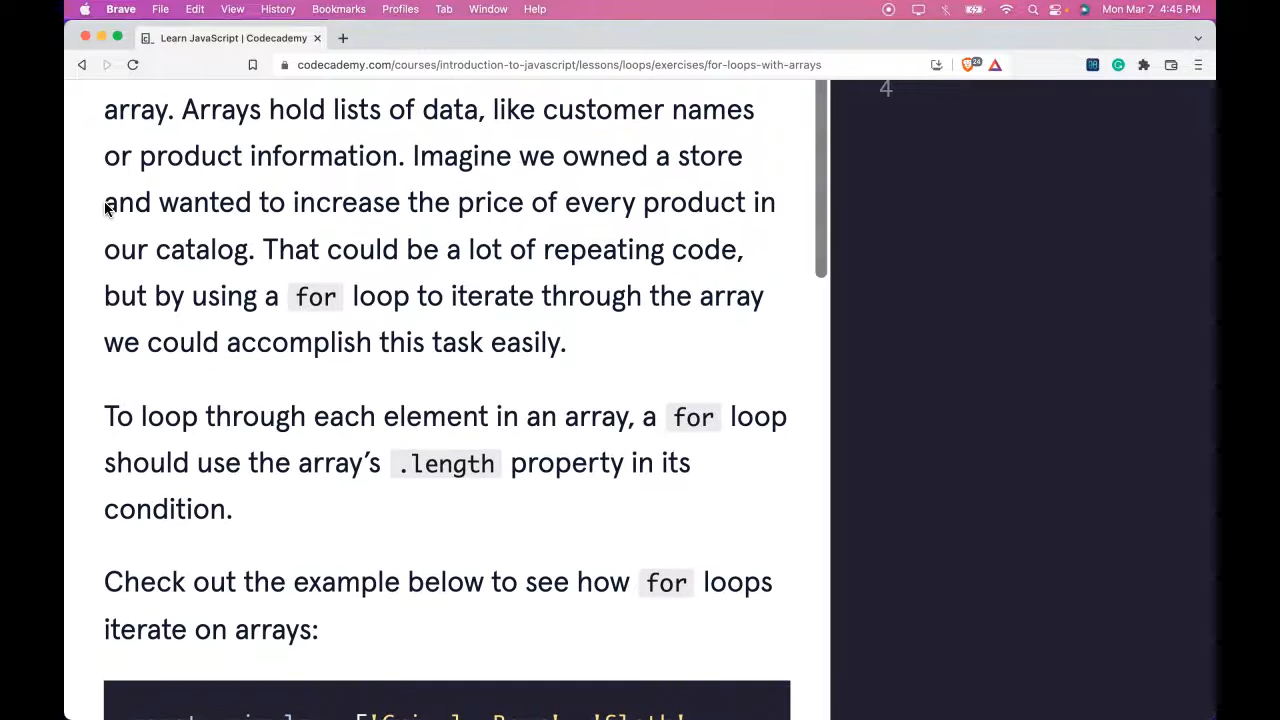 Brave File Edit View History Bookmarks Profiles Tab Window Help Mon Mar 7 4:45 PM
Learn JavaScript | Codecademy
codecademy.com/courses/introduction-to-javascript/lessons/loops/exercises/for-loops-with-arrays 24
4
array. Arrays hold lists of data, like customer names
or product information. Imagine we owned a store
and wanted to increase the price of every product in
our catalog. That could be a lot of repeating code,
but by using a for loop to iterate through the array
we could accomplish this task easily.
To loop through each element in an array, a for loop
should use the array’s .length property in its
condition.
Check out the example below to see how for loops
iterate on arrays: